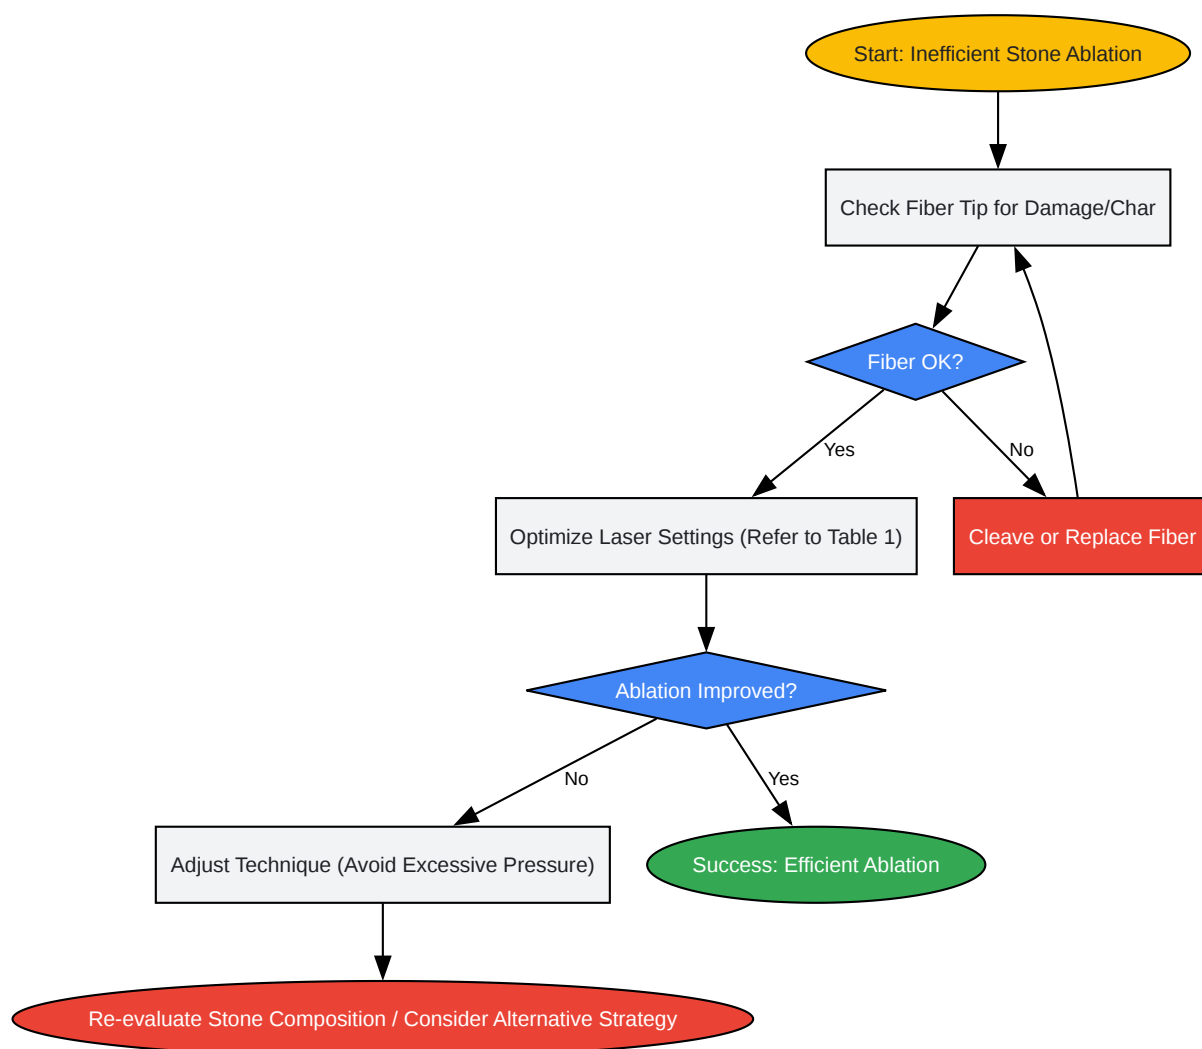 Start: Inefficient Stone Ablation
Check Fiber Tip for Damage/Char
Fiber OK?
Yes
No
Optimize Laser Settings (Refer to Table 1)
Cleave or Replace Fiber
Ablation Improved?
No
Yes
Adjust Technique (Avoid Excessive Pressure)
Success: Efficient Ablation
Re-evaluate Stone Composition / Consider Alternative Strategy